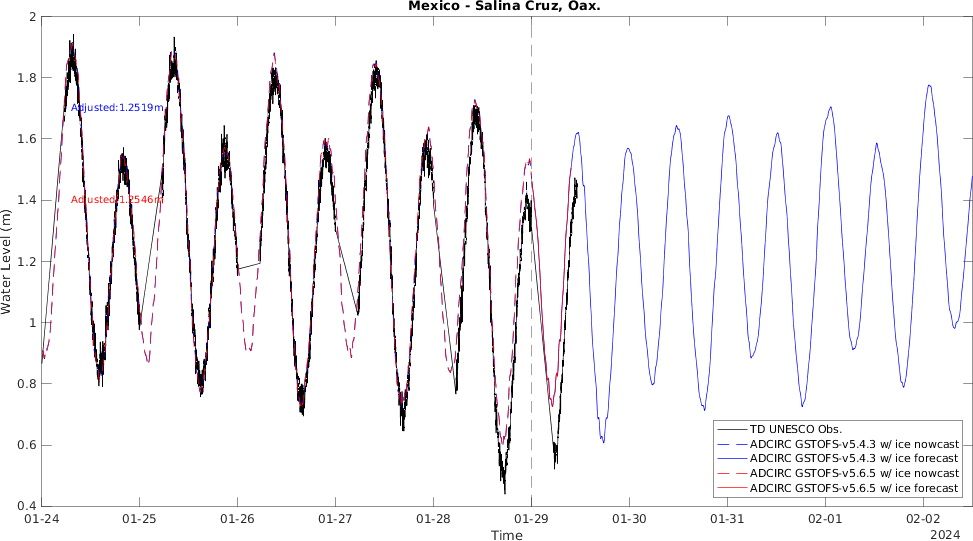 Mexico - Salina Cruz, Oax.
2
1.8
1.6
1.4
1.2
1
0.8
0.6
0.4
Water Level (m)
Adjusted:1.2519m
Adjusted:1.2546m
TD UNESCO Obs.
ADCIRC GSTOFS-v5.4.3 w/ ice nowcast
ADCIRC GSTOFS-v5.4.3 w/ ice forecast
ADCIRC GSTOFS-v5.6.5 w/ ice nowcast
ADCIRC GSTOFS-v5.6.5 w/ ice forecast
01-24 01-25 01-26 01-27 01-28 01-29 01-30 01-31 02-01 02-02
Time
2024